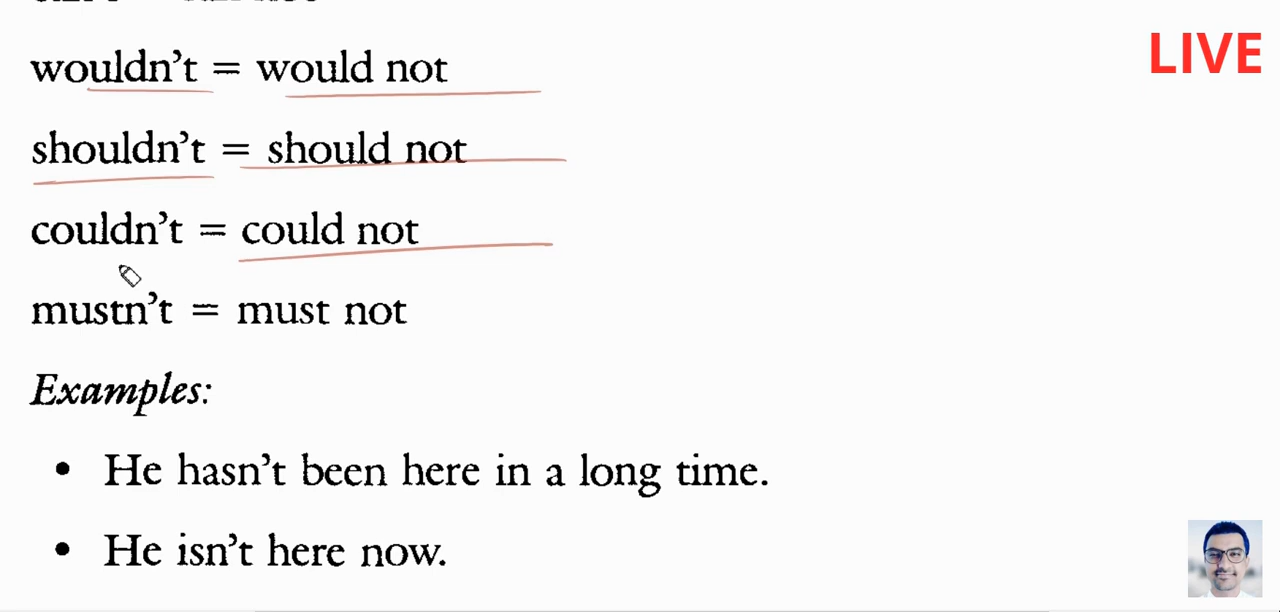 LIVE
wouldn’t = would not
shouldn’t = should not
couldn’t = could not
mustn’t = must not
Examples:
• He hasn’t been here in a long time.
• He isn’t here now.